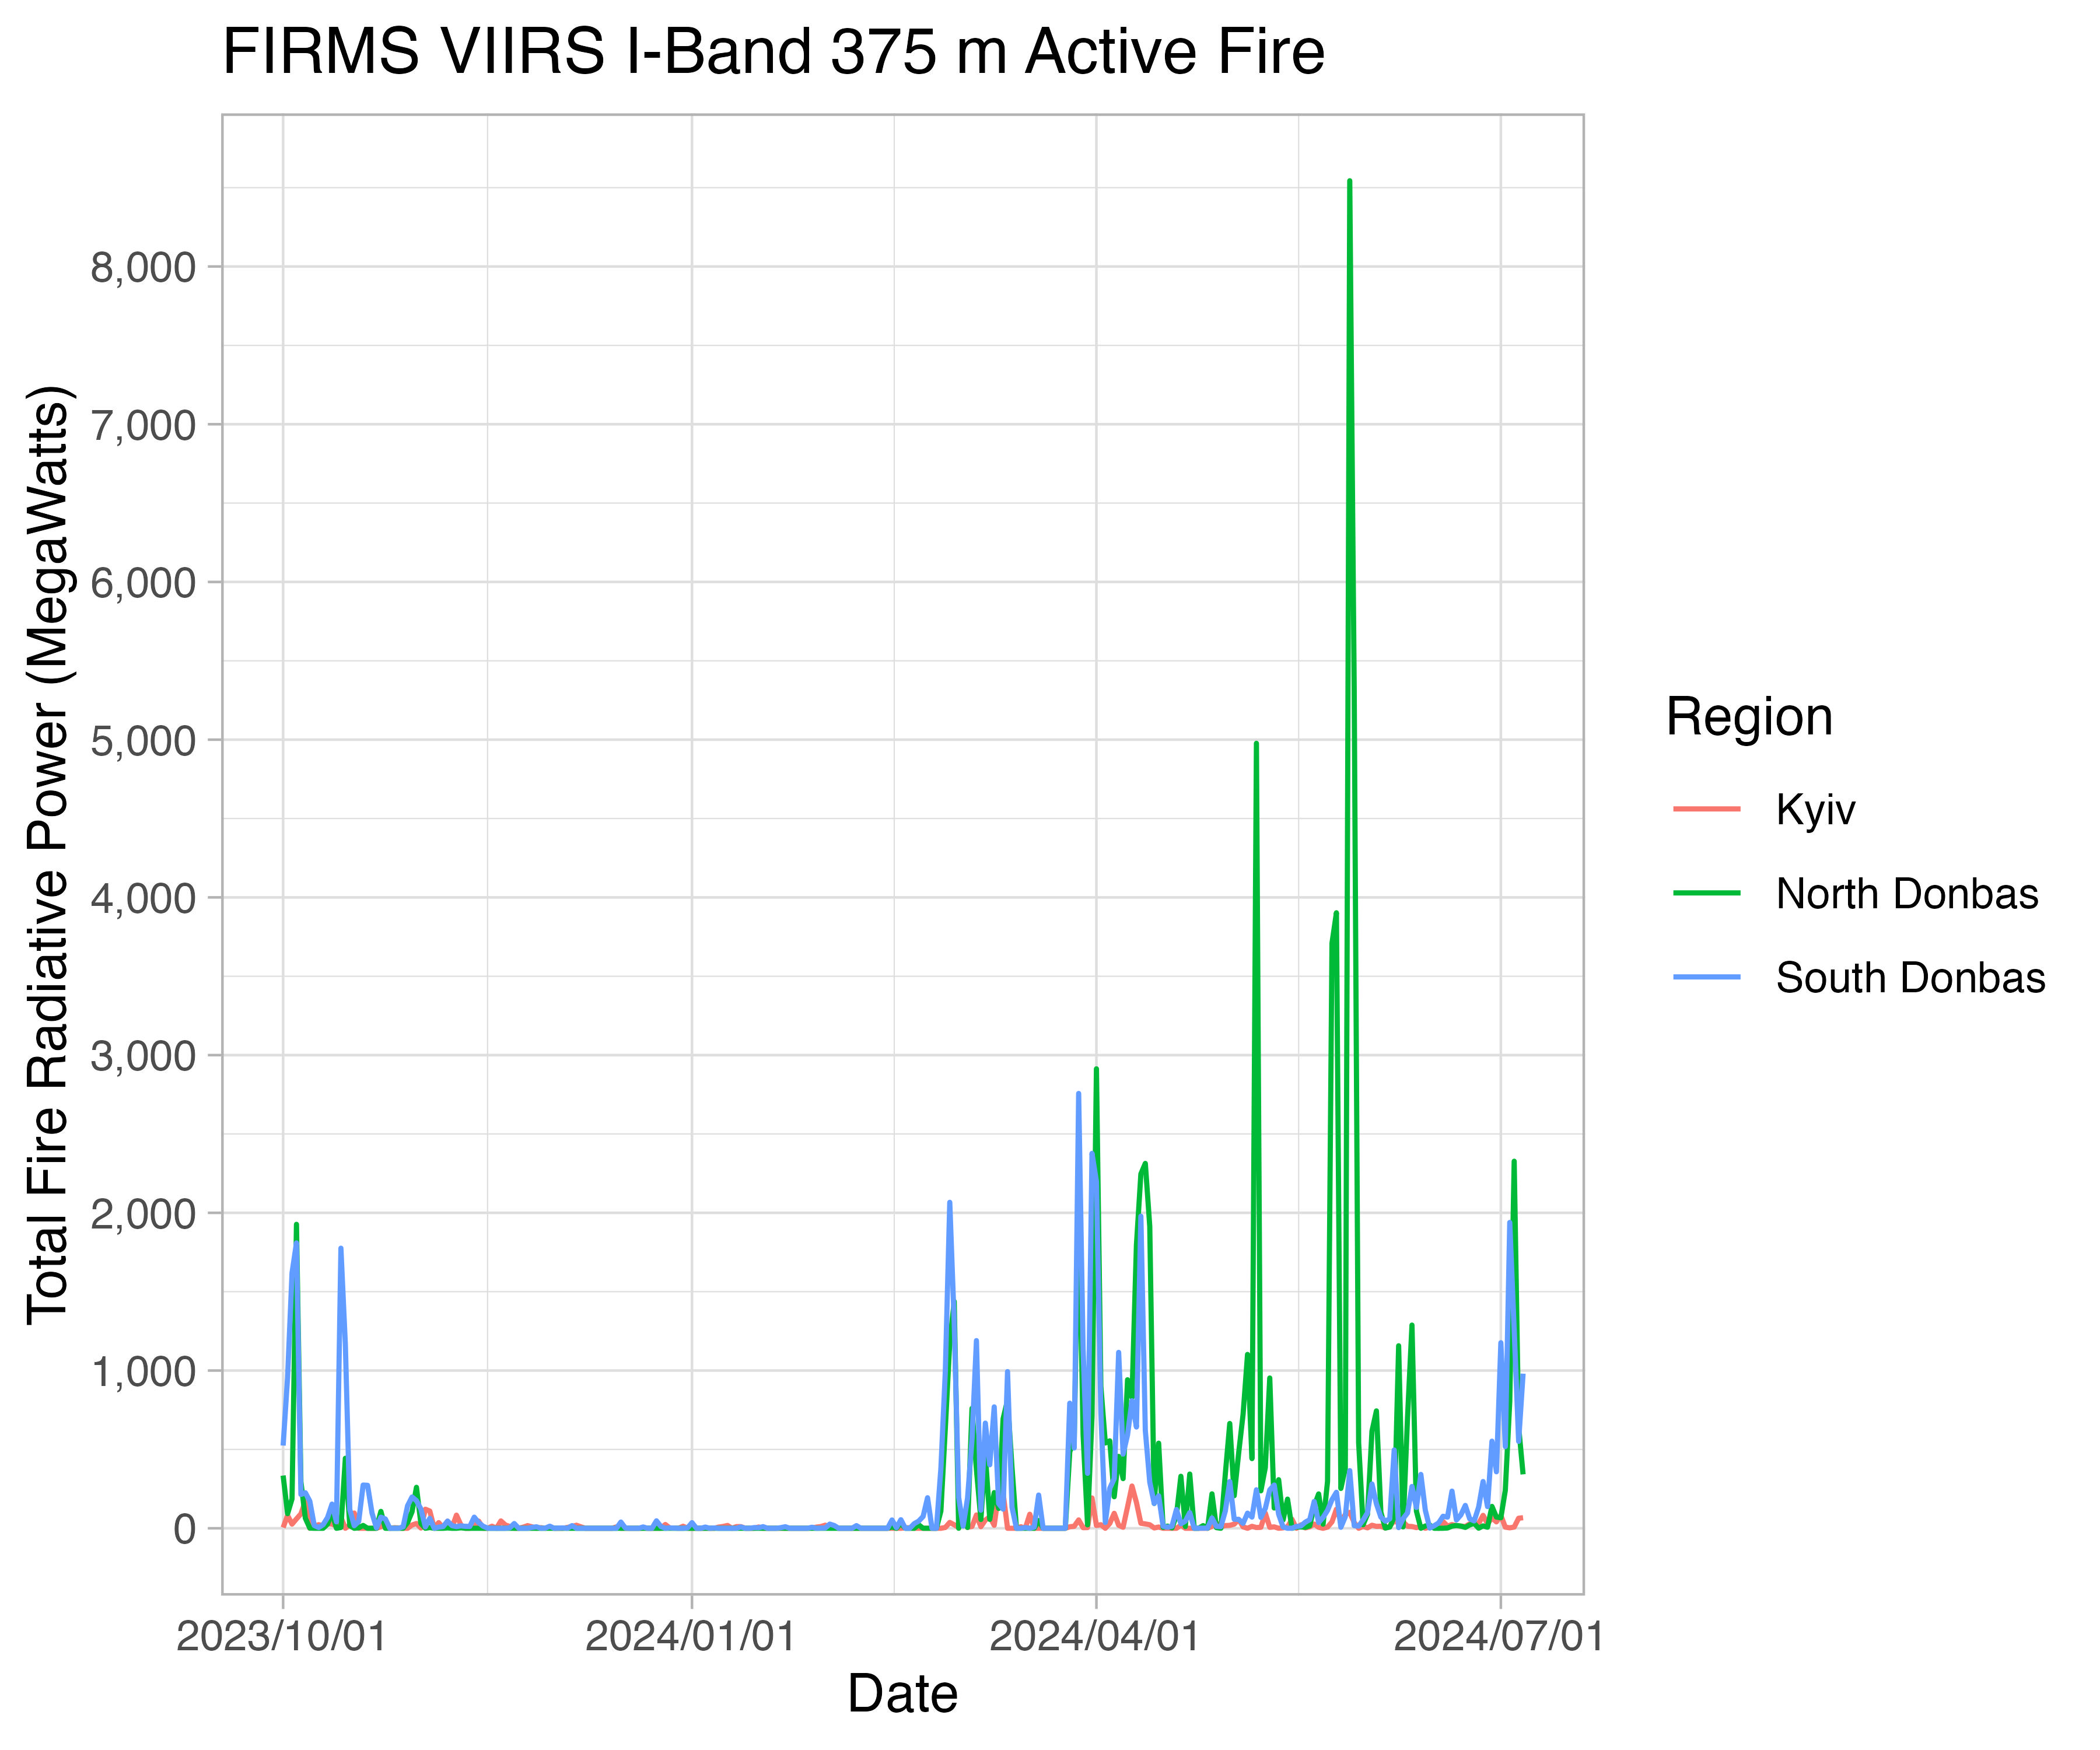 FIRMS VIIRS I-Band 375 m Active Fire
Total Fire Radiative Power (MegaWatts)
8,000
7,000
6,000
5,000
4,000
3,000
2,000
1,000
0
2023/10/01 2024/01/01 2024/04/01 2024/07/01
Date
Region
Kyiv
North Donbas
South Donbas